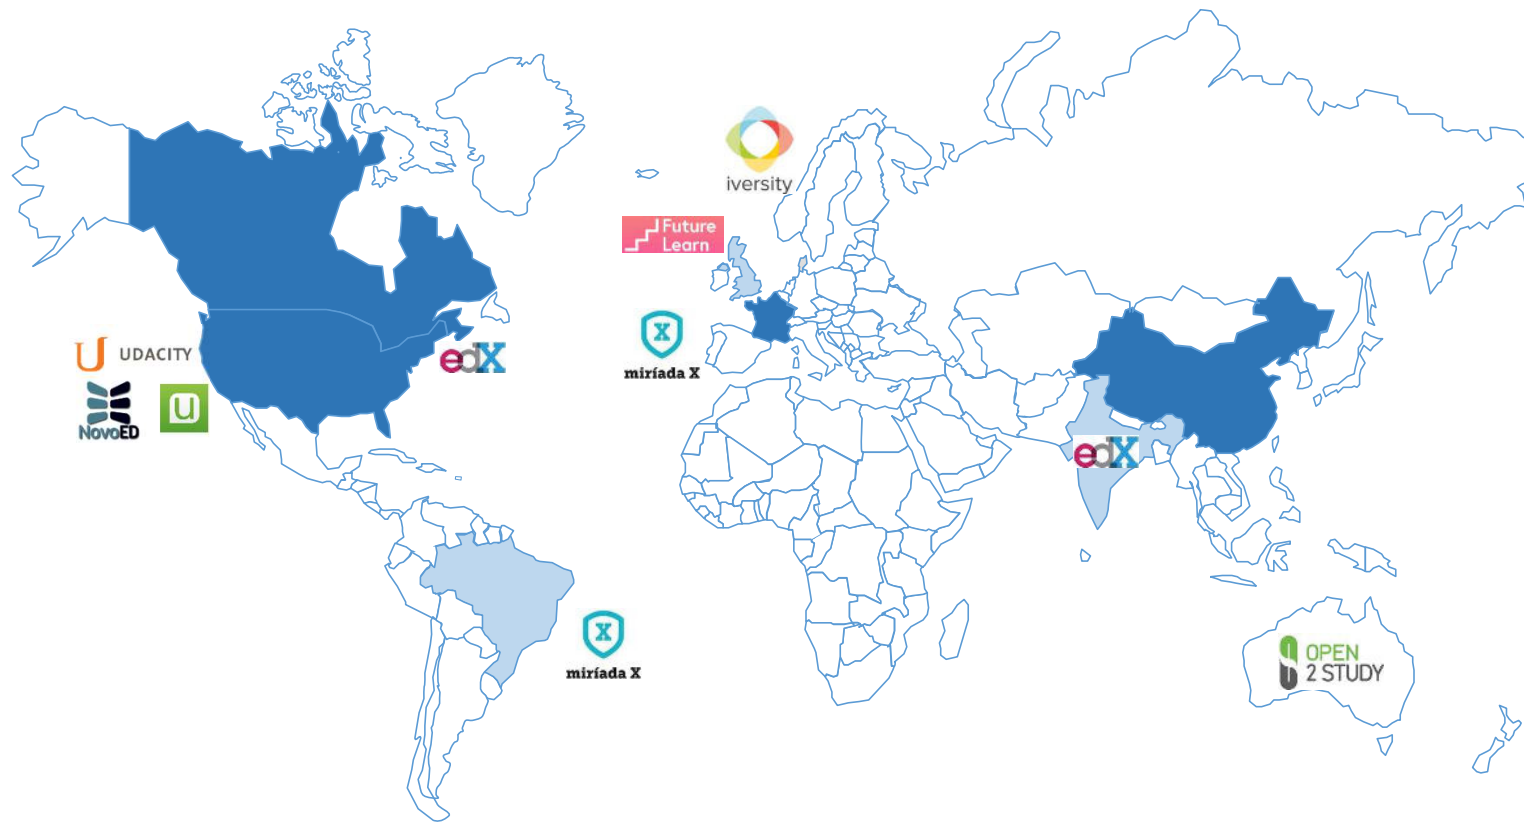 iversity
Future
Learn
X
miríada X
UDACITY
edX
NovoED
U
edX
X
miríada X
OPEN
2 STUDY